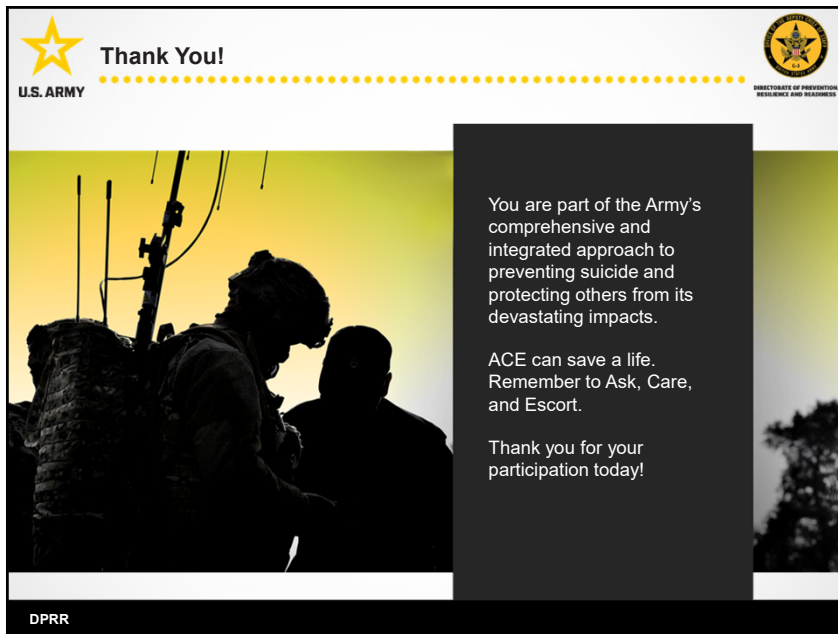 Thank You!
U.S. ARMY
DIRECTORATE OF PREVENTION,
RESILIENCE AND READINESS
You are part of the Army’s
comprehensive and
integrated approach to
preventing suicide and
protecting others from its
devastating impacts.
ACE can save a life.
Remember to Ask, Care,
and Escort.
Thank you for your
participation today!
DPRR